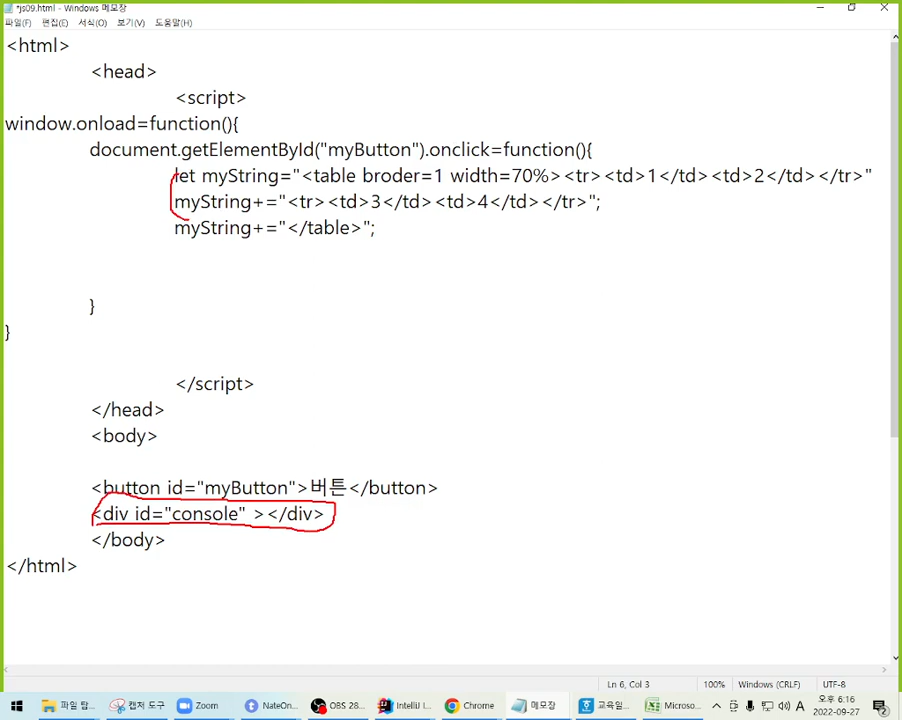 *js09.html - Windows 메모장
파일(F) 편집(E) 서식(O) 보기(V) 도움말(H)
<html>
<head>
<script>
window.onload=function(){
document.getElementById("myButton").onclick=function(){
let myString="<table broder=1 width=70%><tr><td>1</td><td>2</td></tr>"
myString+="<tr><td>3</td><td>4</td></tr>";
myString+="</table>";
}
}
</script>
</head>
<body>
<button id="myButton">버튼</button>
<div id="console" ></div>
</body>
</html>
Ln 6, Col 3 100% Windows (CRLF) UTF-8
파일 탐... 캡처 도구 Zoom NateOn... OBS 28... IntelliJ I... Chrome 메모장 교육일... Microso... A 오후 6:16
2022-09-27